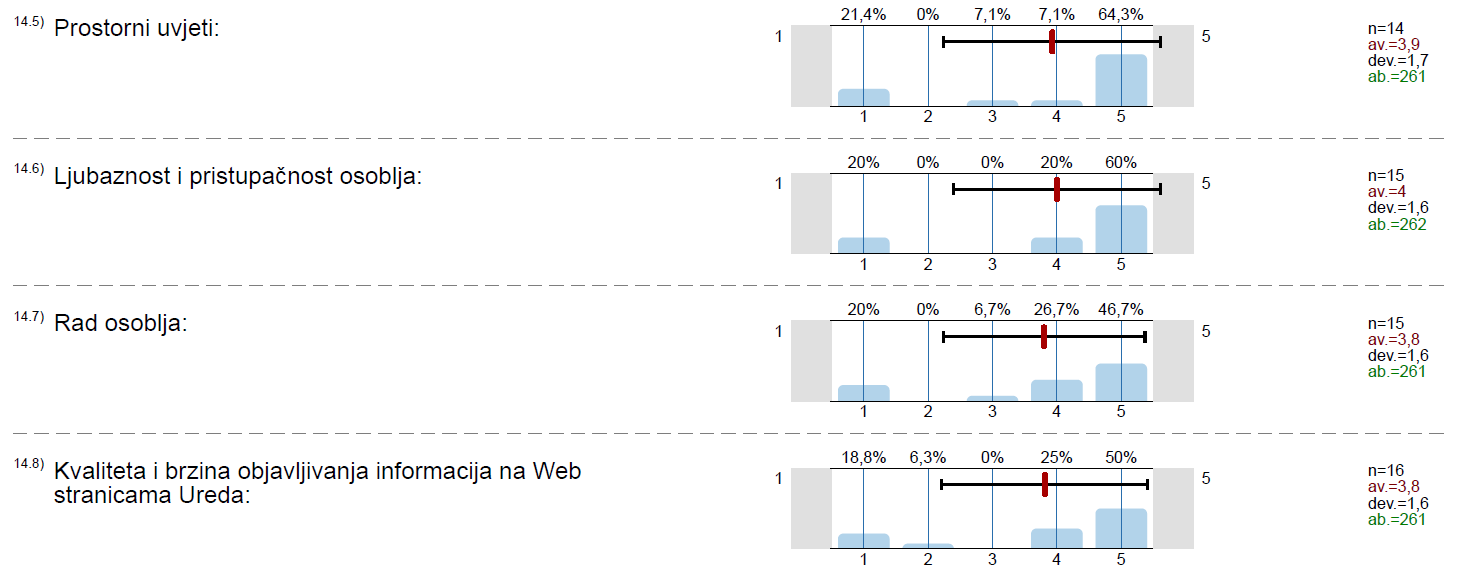 14.5) Prostorni uvjeti:
21,4% 0% 7,1% 7,1% 64,3%
1 5
1 2 3 4 5
n=14
av.=3,9
dev.=1,7
ab.=261
14.6) Ljubaznost i pristupačnost osoblja:
20% 0% 0% 20% 60%
1 5
1 2 3 4 5
n=15
av.=4
dev.=1,6
ab.=262
14.7) Rad osoblja:
20% 0% 6,7% 26,7% 46,7%
1 5
1 2 3 4 5
n=15
av.=3,8
dev.=1,6
ab.=261
14.8) Kvaliteta i brzina objavljivanja informacija na Web
stranicama Ureda:
18,8% 6,3% 0% 25% 50%
1 5
1 2 3 4 5
n=16
av.=3,8
dev.=1,6
ab.=261